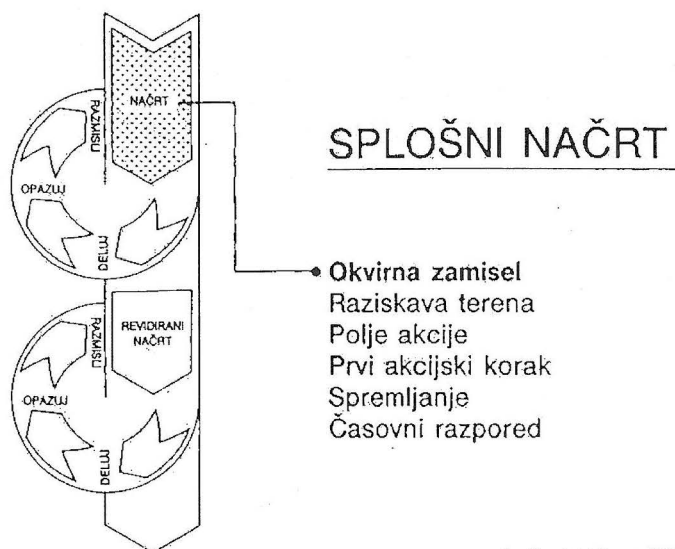 NAČRT
RAZMISLI
OPAZUJ
DELUJ
SPLOŠNI NAČRT
Okvirna zamisel
Raziskava terena
Polje akcije
Prvi akcijski korak
Spremljanje
Časovni razpored
REVIDIRANI
NAČRT
RAZMISLI
OPAZUJ
DELUJ